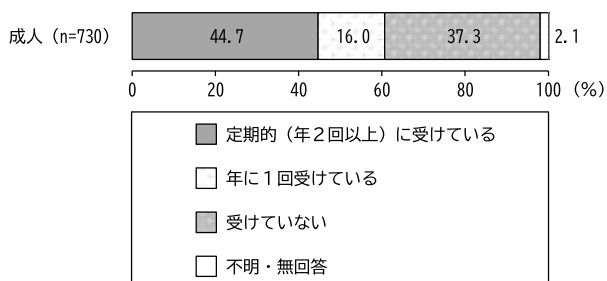 成人（n=730）
44.7 16.0 37.3 2.1
0 20 40 60 80 100（%）
定期的（年２回以上）に受けている
年に１回受けている
受けていない
不明・無回答